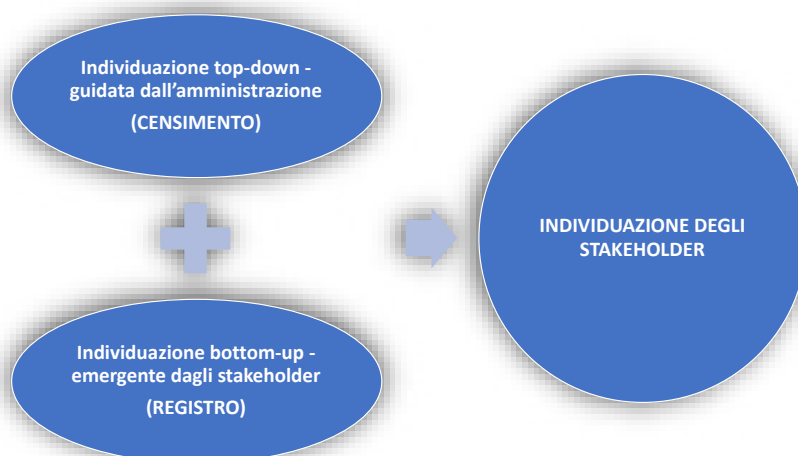 Individuazione top-down -
guidata dall'amministrazione
(CENSIMENTO)
Individuazione bottom-up -
emergente dagli stakeholder
(REGISTRO)
INDIVIDUAZIONE DEGLI
STAKEHOLDER